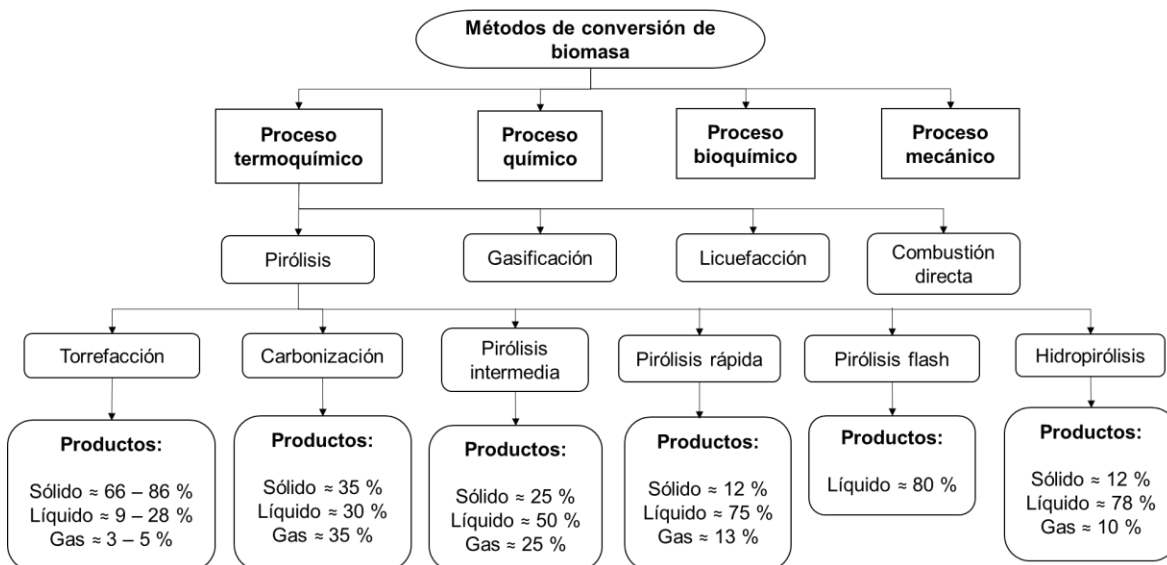 Métodos de conversión de
biomasa
Proceso
termoquímico
Proceso
químico
Proceso
bioquímico
Proceso
mecánico
Pirólisis
Gasificación
Licuefacción
Combustión
directa
Torrefacción
Carbonización
Pirólisis
intermedia
Pirólisis rápida
Pirólisis flash
Hidropirólisis
Productos:
Sólido ≈ 66 – 86 %
Líquido ≈ 9 – 28 %
Gas ≈ 3 – 5 %
Productos:
Sólido ≈ 35 %
Líquido ≈ 30 %
Gas ≈ 35 %
Productos:
Sólido ≈ 25 %
Líquido ≈ 50 %
Gas ≈ 25 %
Productos:
Sólido ≈ 12 %
Líquido ≈ 75 %
Gas ≈ 13 %
Productos:
Líquido ≈ 80 %
Productos:
Sólido ≈ 12 %
Líquido ≈ 78 %
Gas ≈ 10 %